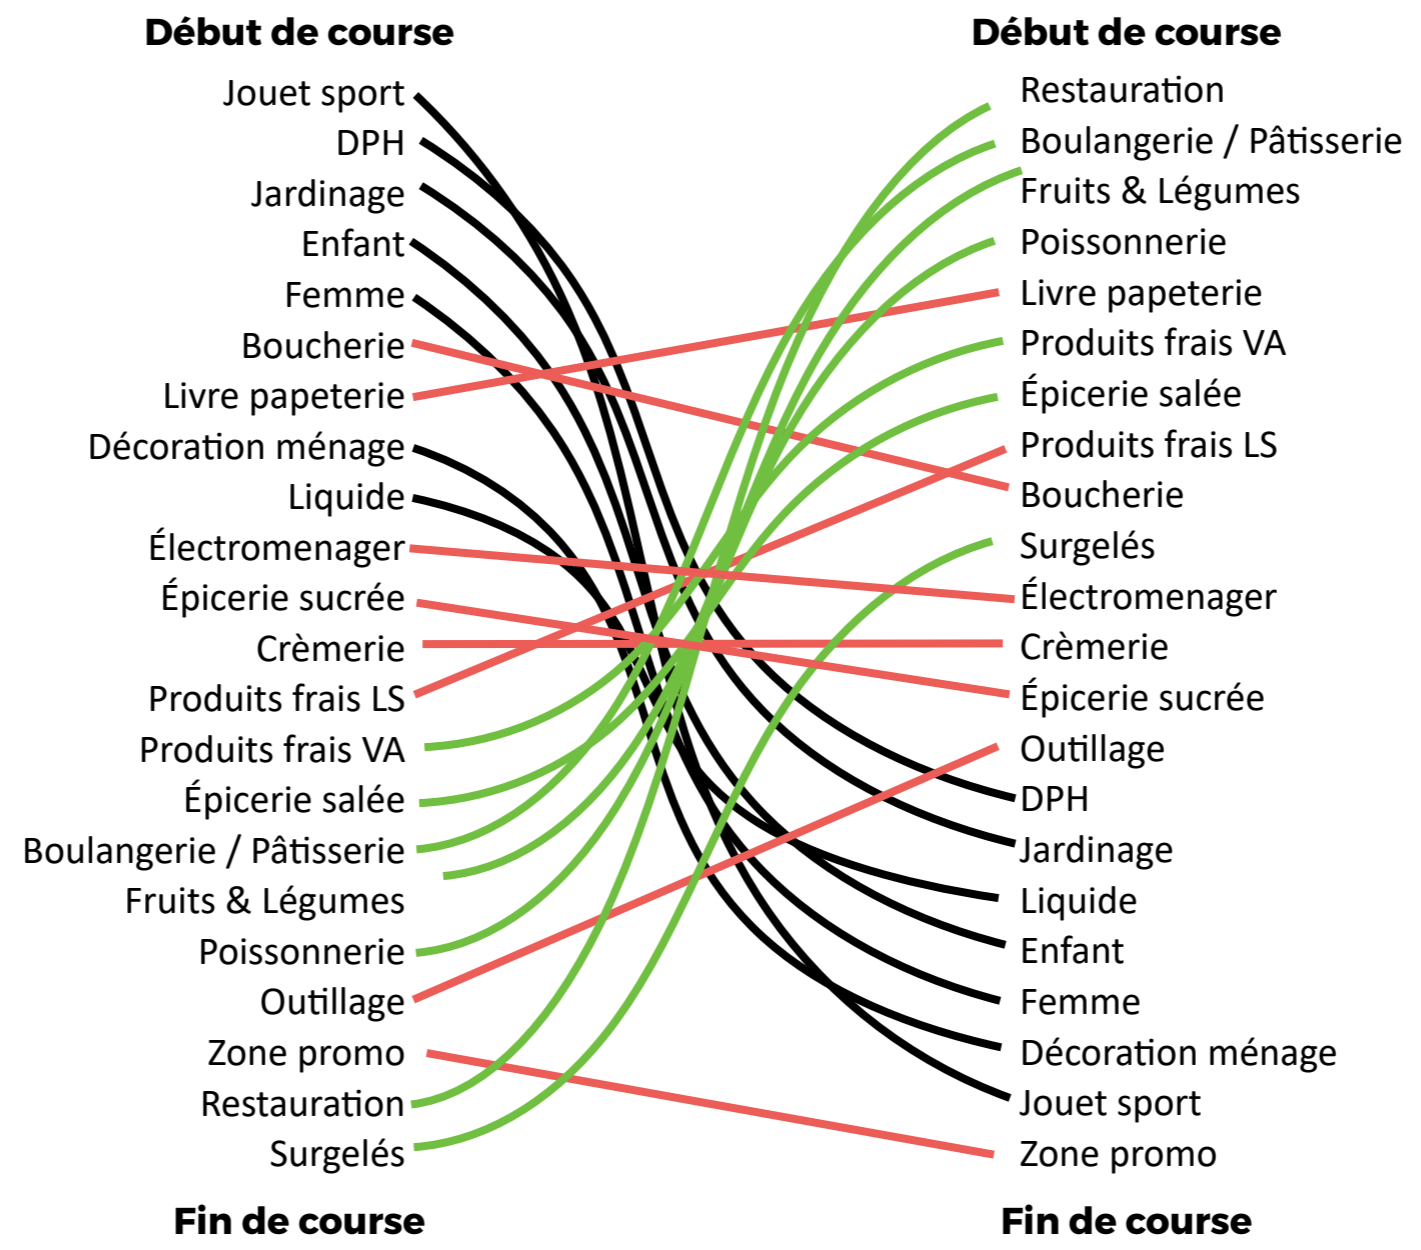 Début de course
Jouet sport
DPH
Jardinage
Enfant
Femme
Boucherie
Livre papeterie
Décoration ménage
Liquide
Électromenager
Épicerie sucrée
Crèmerie
Produits frais LS
Produits frais VA
Épicerie salée
Boulangerie / Pâtisserie
Fruits & Légumes
Poissonnerie
Outillage
Zone promo
Restauration
Surgelés
Fin de course
Début de course
Restauration
Boulangerie / Pâtisserie
Fruits & Légumes
Poissonnerie
Livre papeterie
Produits frais VA
Épicerie salée
Produits frais LS
Boucherie
Surgelés
Électromenager
Crèmerie
Épicerie sucrée
Outillage
DPH
Jardinage
Liquide
Enfant
Femme
Décoration ménage
Jouet sport
Zone promo
Fin de course